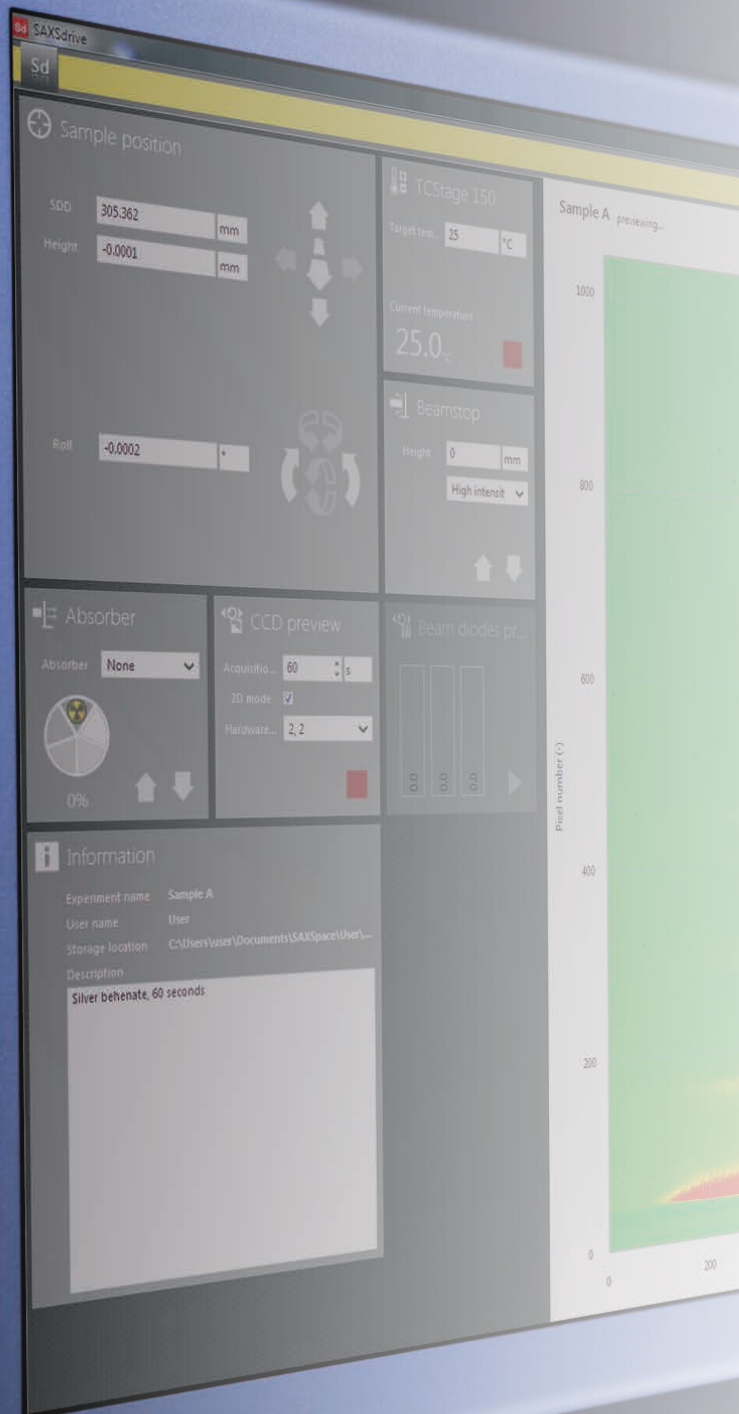 Sd SAXSdrive
Sd
Sample position
SDD 305.362 mm
Height -0.0001 mm
Roll -0.0002 °
TCStage 150
Target tem... 25 °C
Current temperature
25.0 °C
Beamstop
Height 0 mm
High intensit
Absorber
Absorber None
0%
CCD preview
Acquisitio... 60 s
2D mode
Hardware... 2, 2
Beam diodes pr...
0.0 0.0 0.0
i Information
Experiment name Sample A
User name User
Storage location C:\Users\user\Documents\SAXSpace\User\...
Description
Silver behenate, 60 seconds
Sample A previewing...
1000
800
600
Pixel number (-)
400
200
0
0 200